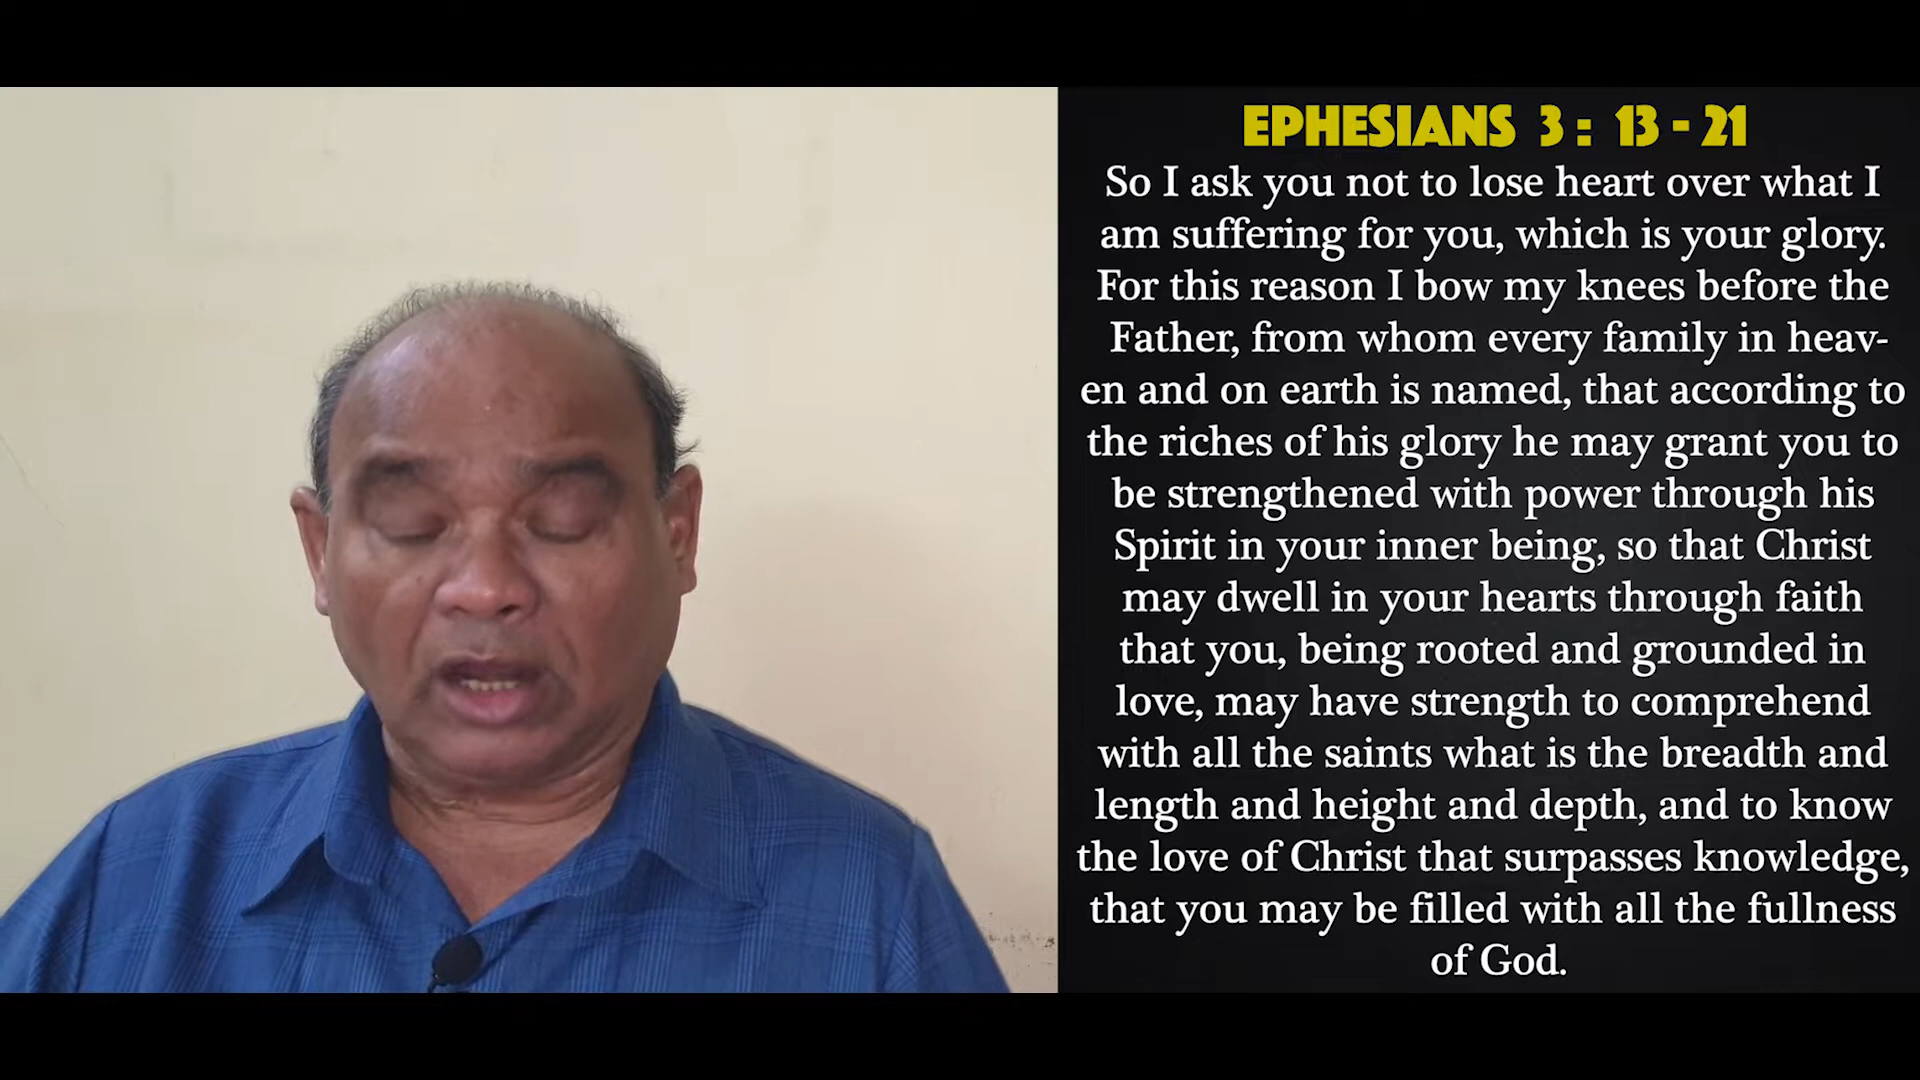 EPHESIANS 3 : 13 - 21
So I ask you not to lose heart over what I
am suffering for you, which is your glory.
For this reason I bow my knees before the
Father, from whom every family in heav-
en and on earth is named, that according to
the riches of his glory he may grant you to
be strengthened with power through his
Spirit in your inner being, so that Christ
may dwell in your hearts through faith
that you, being rooted and grounded in
love, may have strength to comprehend
with all the saints what is the breadth and
length and height and depth, and to know
the love of Christ that surpasses knowledge,
that you may be filled with all the fullness
of God.